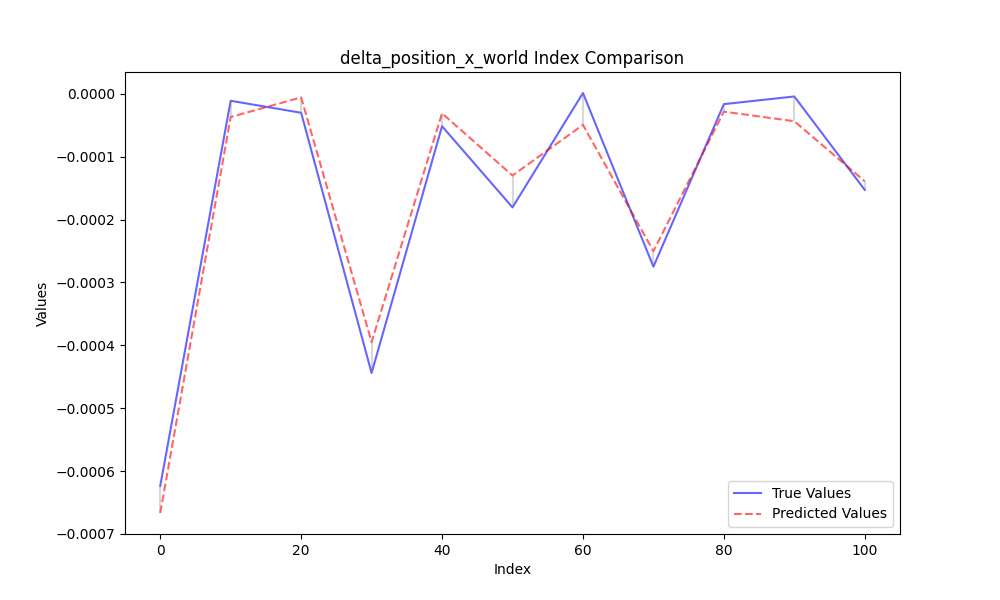 delta_position_x_world Index Comparison
Values
0.0000
−0.0001
−0.0002
−0.0003
−0.0004
−0.0005
−0.0006
−0.0007
True Values
Predicted Values
0 20 40 60 80 100
Index